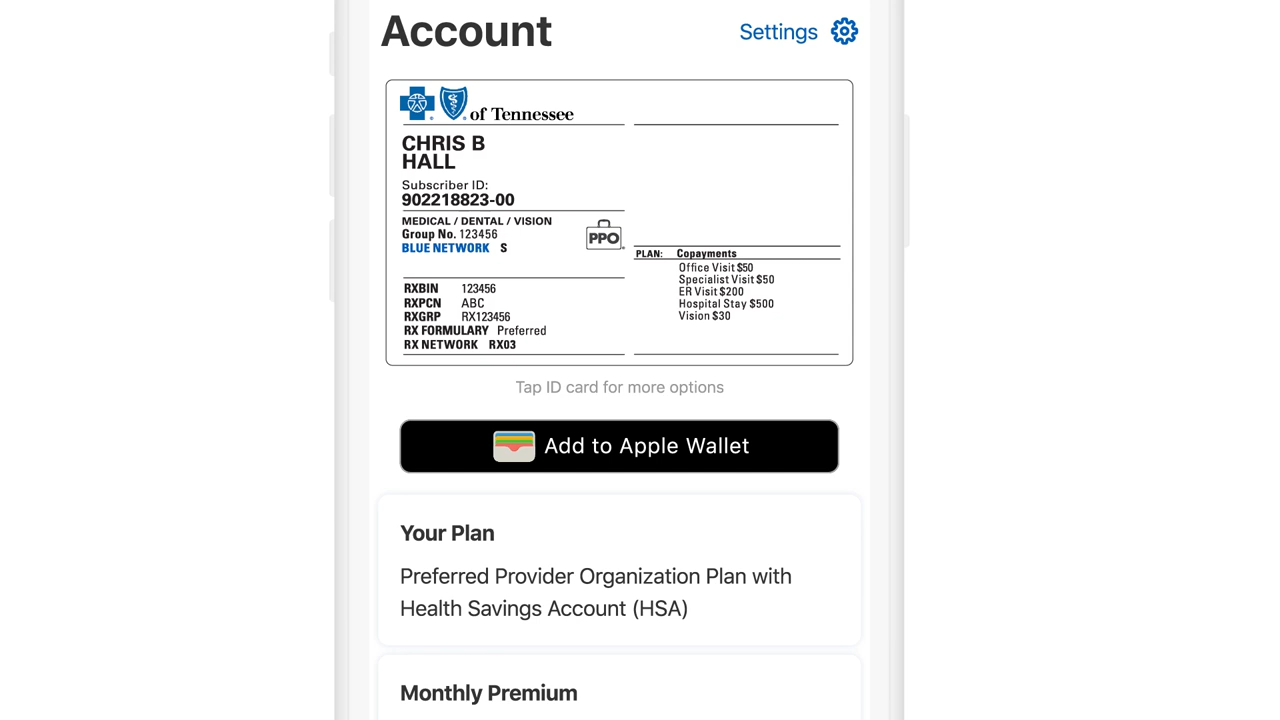 Account
Settings
of Tennessee
CHRIS B
HALL
Subscriber ID:
902218823-00
MEDICAL / DENTAL / VISION
Group No. 123456
BLUE NETWORK S
PPO
RXBIN 123456
RXPCN ABC
RXGRP RX123456
RX FORMULARY Preferred
RX NETWORK RX03
PLAN: Copayments
Office Visit $50
Specialist Visit $50
ER Visit $200
Hospital Stay $500
Vision $30
Tap ID card for more options
Add to Apple Wallet
Your Plan
Preferred Provider Organization Plan with
Health Savings Account (HSA)
Monthly Premium